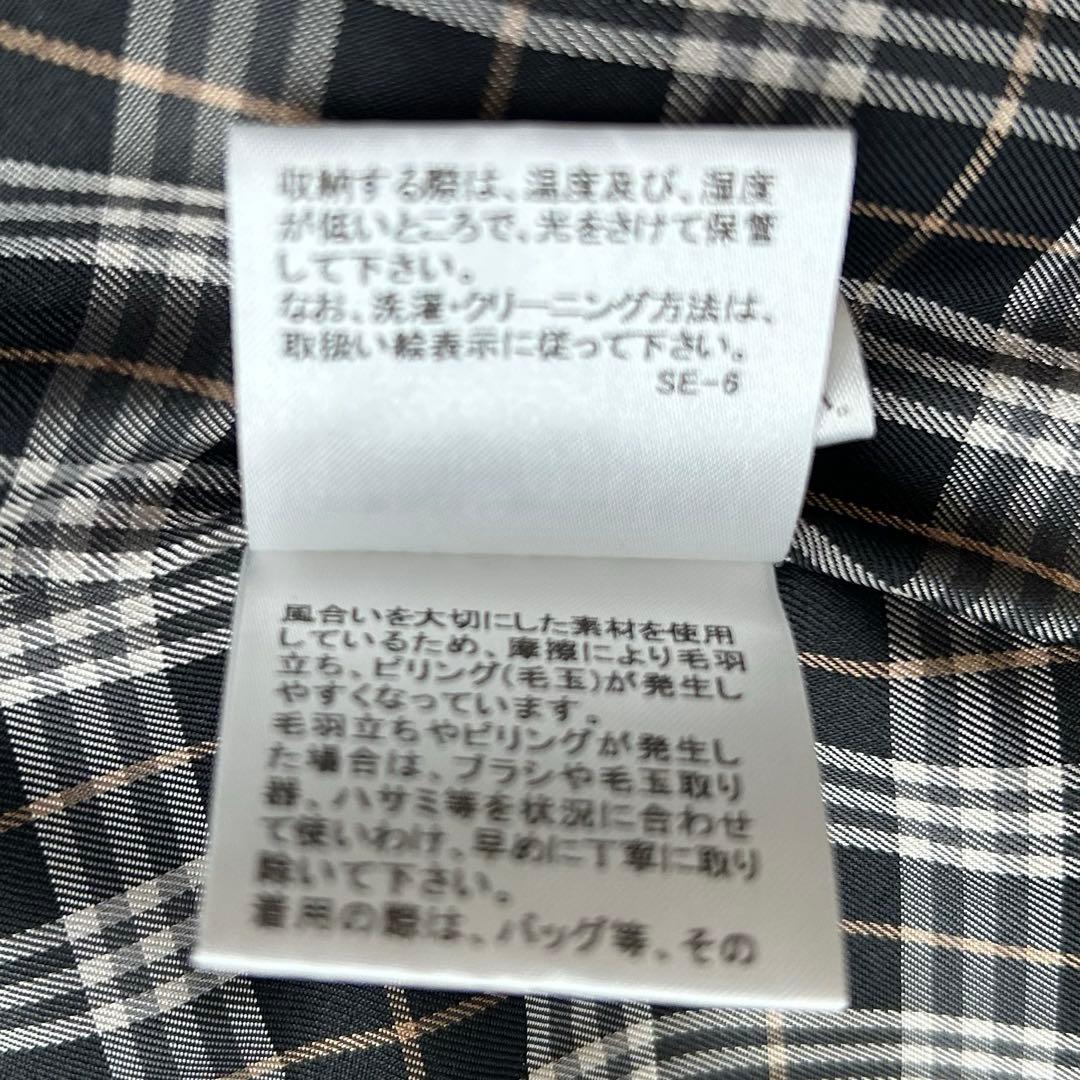 収納する際は、温度及び、湿度
が低いところで、光をさけて保管
して下さい。
なお、洗濯・クリーニング方法は、
取扱い絵表示に従って下さい。
SE-6
い。
風合いを大切にした素材を使用
しているため、摩擦により毛羽
立ち、ピリング(毛玉)が発生し
やすくなっています。
毛羽立ちやピリングが発生し
た場合は、ブラシや毛玉取り
器、ハサミ等を状況に合わせ
て使いわけ、早めに丁寧に取り
除いて下さい。
着用の際は、バッグ等、その